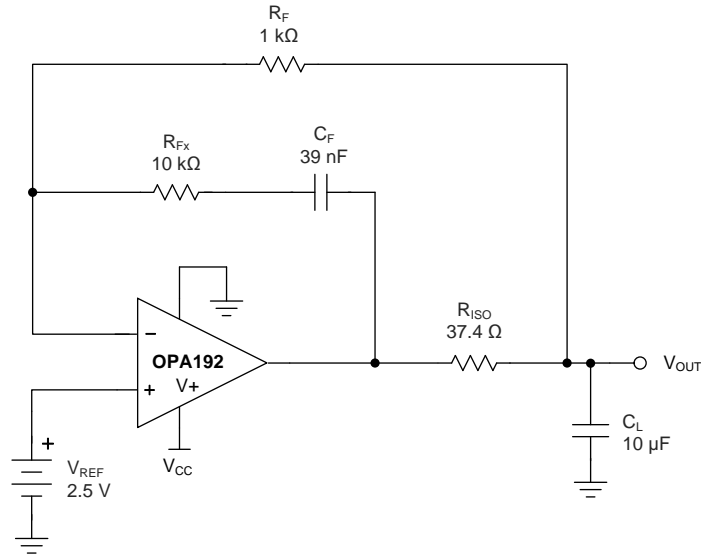 R_F
1 kΩ
R_Fx
10 kΩ
C_F
39 nF
−
OPA192
+
V+
R_ISO
37.4 Ω
V_OUT
C_L
10 µF
+
V_REF
2.5 V
V_CC